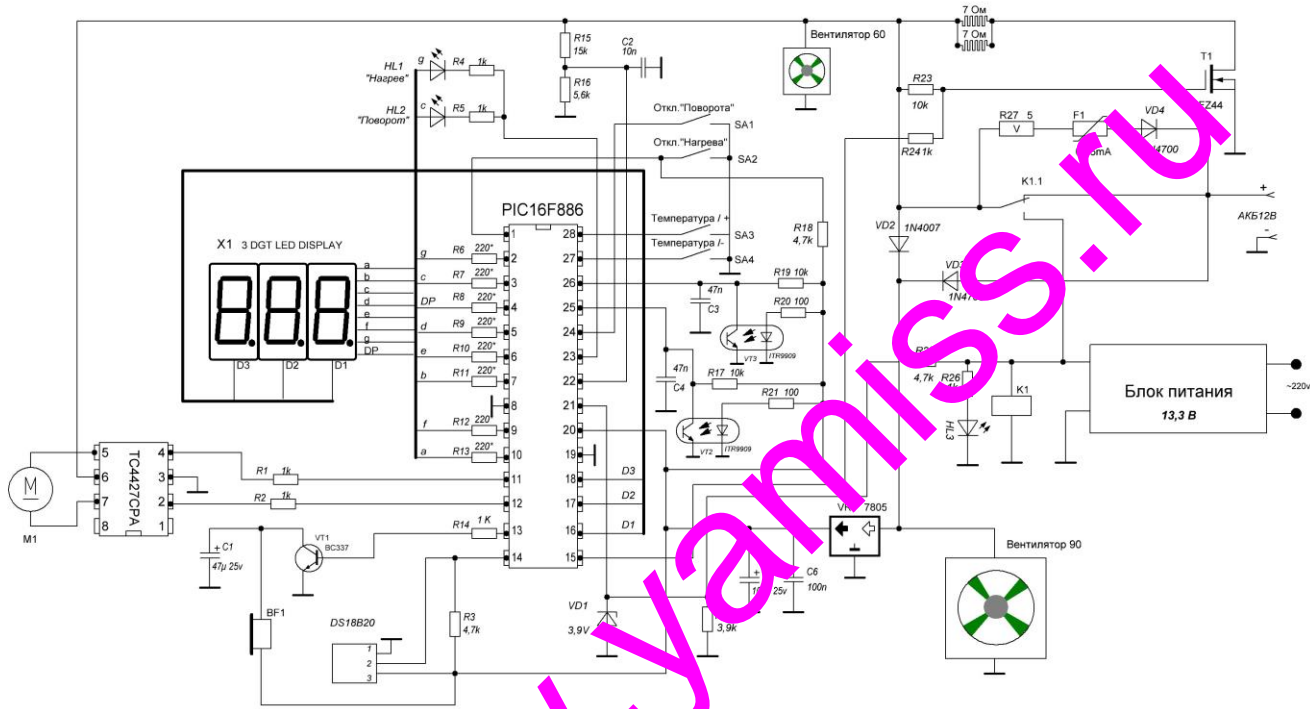 7 Ом
7 Ом
R15
15k
C2
10n
Вентилятор 60
T1
HL1
"Нагрев"
g
R4
1k
R16
5,6k
R23
10k
HL2
"Поворот"
c
R5
1k
Откл."Поворота"
SA1
R27
5
V
F1
VD4
R24
1k
Откл."Нагрева"
SA2
K1.1
+
АКБ12В
-
PIC16F886
Температура / +
SA3
Температура /-
SA4
R18
4,7k
VD2
1N4007
X1
3 DGT LED DISPLAY
a
b
c
d
e
f
g
DP
D3
D2
D1
g
R6
220*
c
R7
220*
DP
R8
220*
d
R9
220*
e
R10
220*
b
R11
220*
f
R12
220*
a
R13
220*
1
2
3
4
5
6
7
8
9
10
11
12
13
14
28
27
26
25
24
23
22
21
20
19
18
17
16
15
47n
C3
R19 10k
R20 100
VT3
ITR9909
47n
C4
R17 10k
R21 100
VT2
ITR9909
4,7k
R26
K1
HL3
Блок питания
13,3 В
~220v
D3
D2
D1
M
M1
TC4427CPA
5
6
7
8
4
3
2
1
R1
1k
R2
1k
R14
1 K
VT1
BC337
+
C1
47µ 25v
BF1
DS18B20
1
2
3
R3
4,7k
VD1
3,9V
3,9k
+
25v
C6
100n
7805
Вентилятор 90